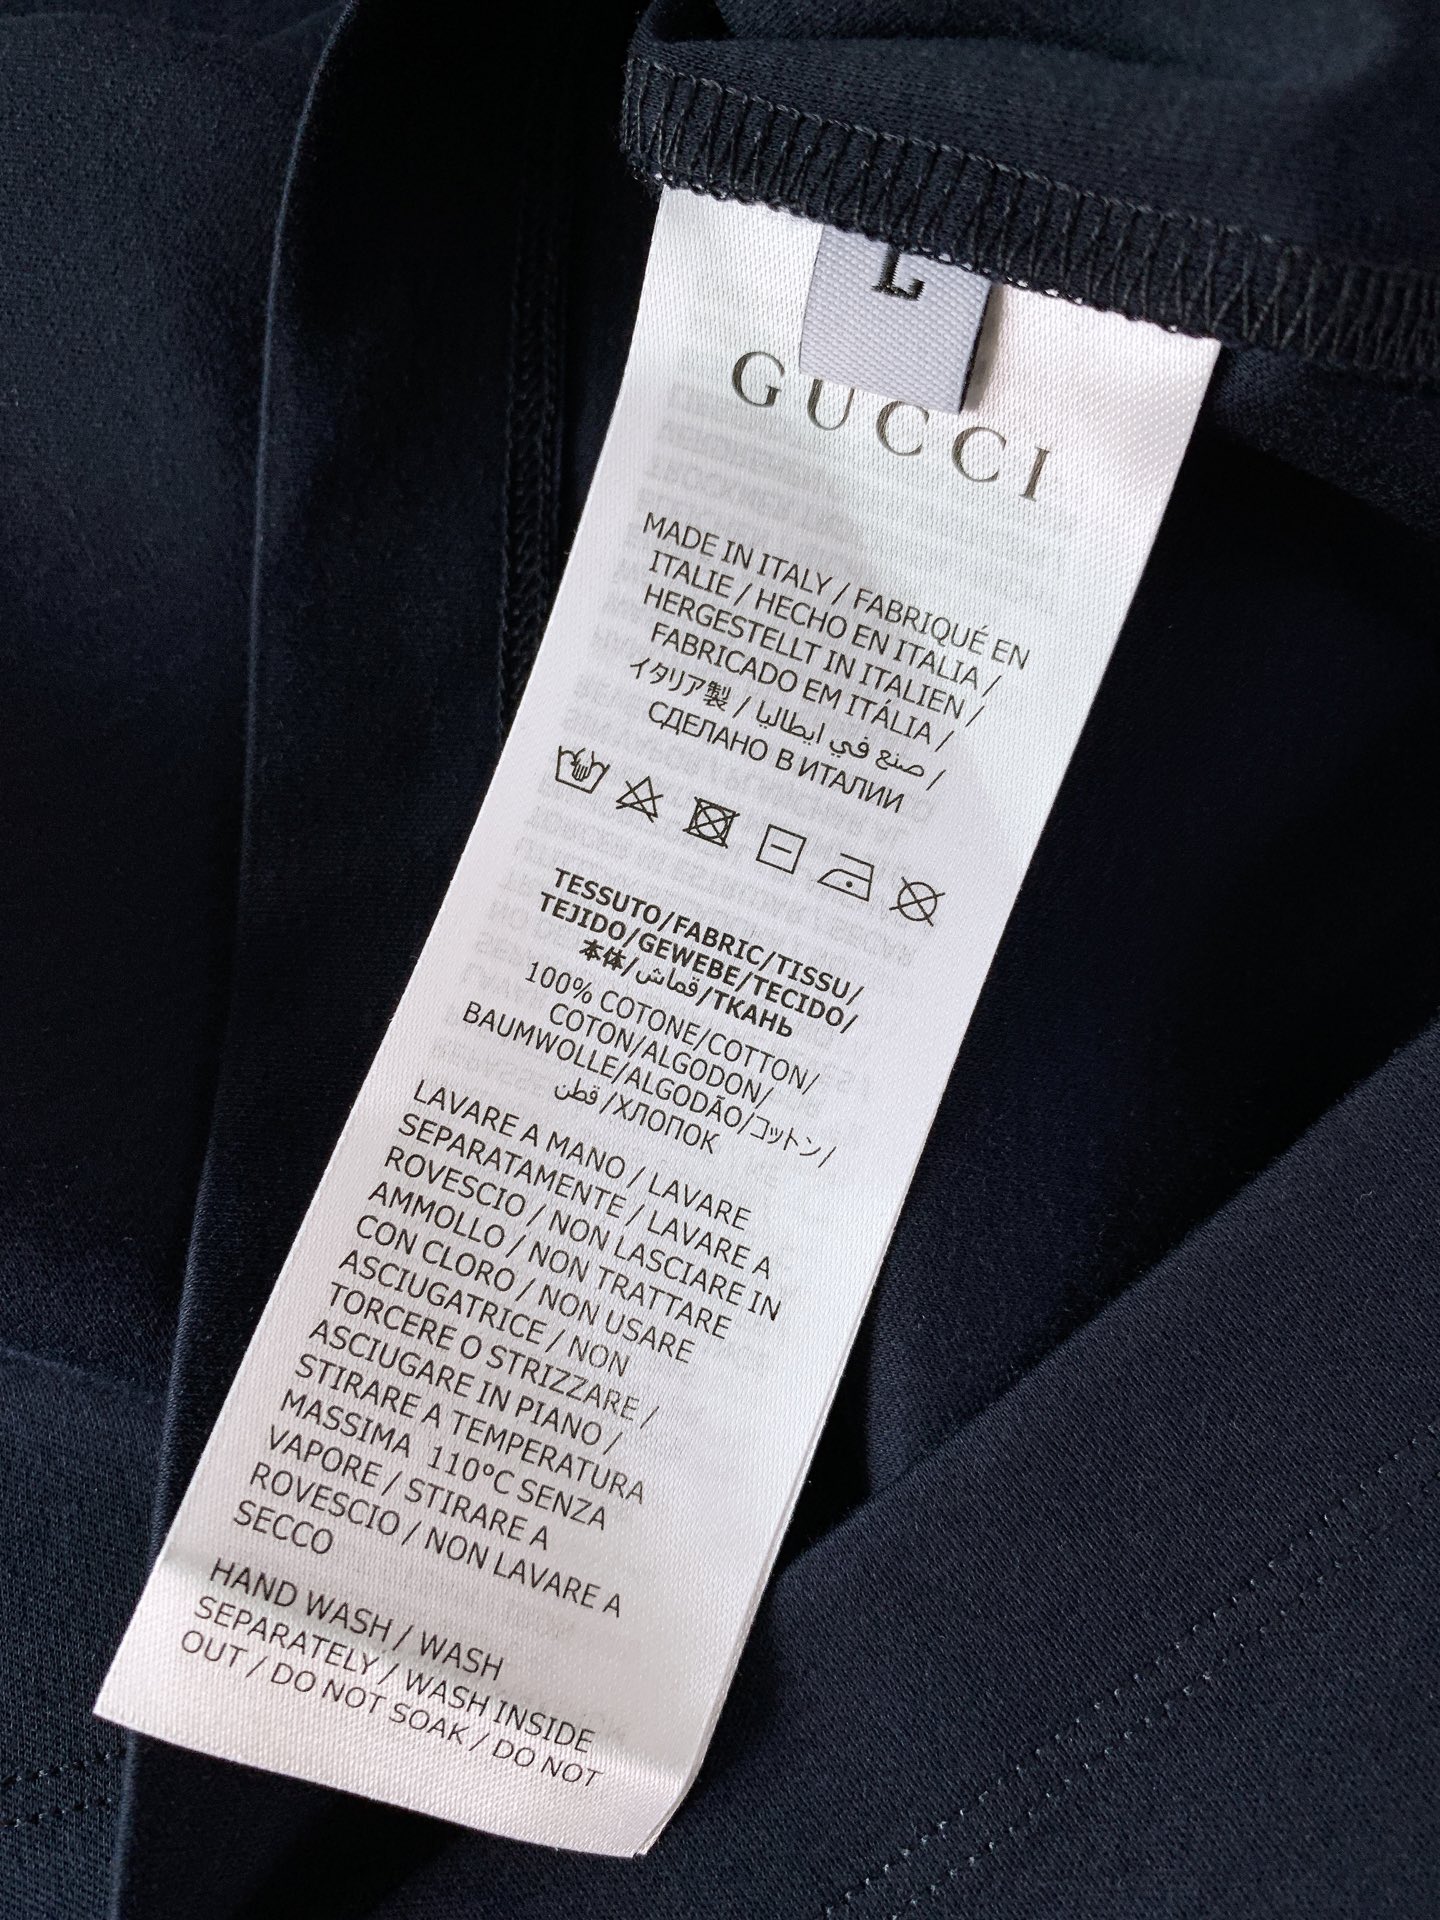 L
GUCCI
MADE IN ITALY / FABRIQUÉ EN
ITALIE / HECHO EN ITALIA /
HERGESTELLT IN ITALIEN /
FABRICADO EM ITÁLIA /
イタリア製 / صنع في ايطاليا /
СДЕЛАНО В ИТАЛИИ
TESSUTO/FABRIC/TISSU/
TEJIDO/GEWEBE/TECIDO/
本体/قماش/ТКАНЬ
100% COTONE/COTTON/
COTON/ALGODON/
BAUMWOLLE/ALGODÃO/コットン/
قطن /ХЛОПОК
LAVARE A MANO / LAVARE
SEPARATAMENTE / LAVARE A
ROVESCIO / NON LASCIARE IN
AMMOLLO / NON TRATTARE
CON CLORO / NON USARE
ASCIUGATRICE / NON
TORCERE O STRIZZARE /
ASCIUGARE IN PIANO /
STIRARE A TEMPERATURA
MASSIMA 110°C SENZA
VAPORE / STIRARE A
ROVESCIO / NON LAVARE A
SECCO
HAND WASH / WASH
SEPARATELY / WASH INSIDE
OUT / DO NOT SOAK / DO NOT